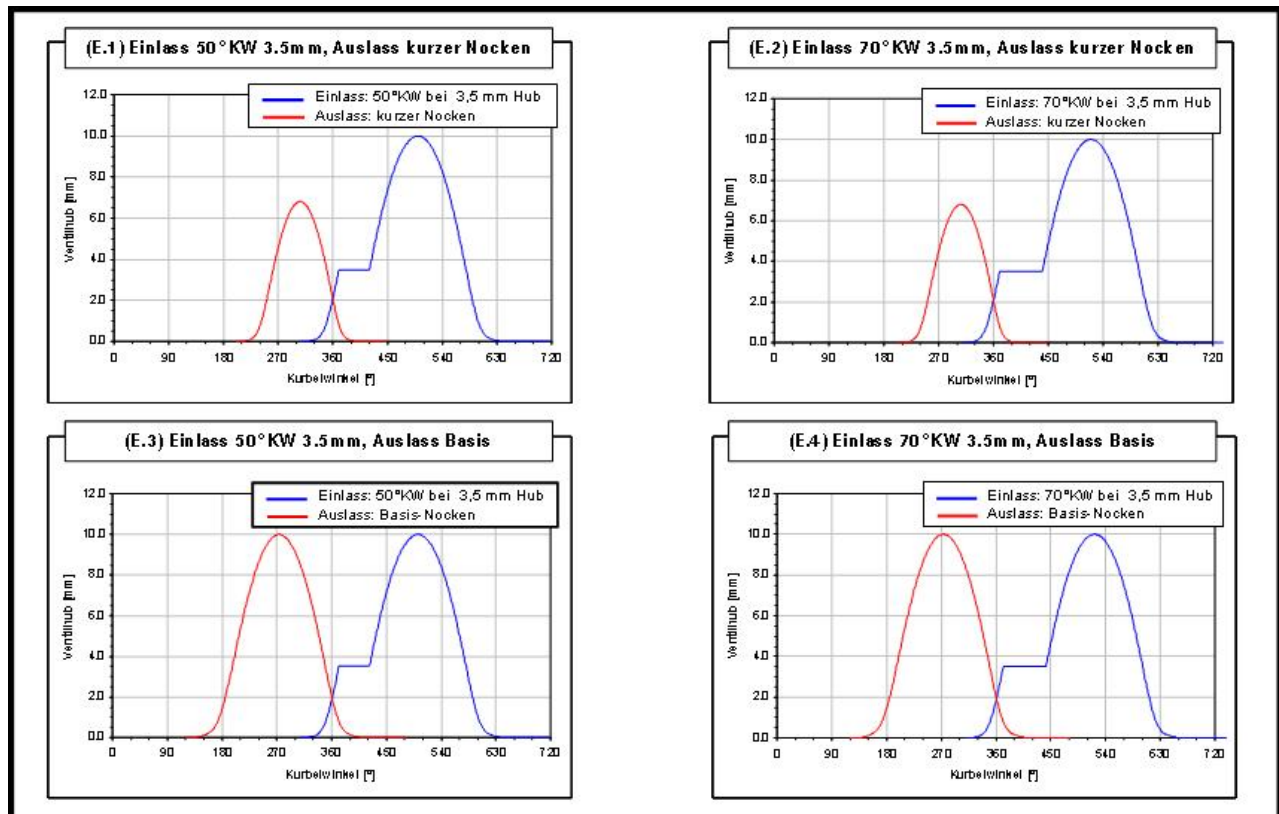 (E.1) Einlass 50°KW 3.5mm, Auslass kurzer Nocken
Einlass: 50°KW bei 3,5 mm Hub
Auslass: kurzer Nocken
Ventilhub [mm]
12.0
10.0
8.0
6.0
4.0
2.0
0.0
0 90 180 270 360 450 540 630 720
Kurbelwinkel [°]
(E.2) Einlass 70°KW 3.5mm, Auslass kurzer Nocken
Einlass: 70°KW bei 3,5 mm Hub
Auslass: kurzer Nocken
Ventilhub [mm]
12.0
10.0
8.0
6.0
4.0
2.0
0.0
0 90 180 270 360 450 540 630 720
Kurbelwinkel [°]
(E.3) Einlass 50°KW 3.5mm, Auslass Basis
Einlass: 50°KW bei 3,5 mm Hub
Auslass: Basis-Nocken
Ventilhub [mm]
12.0
10.0
8.0
6.0
4.0
2.0
0.0
0 90 180 270 360 450 540 630 720
Kurbelwinkel [°]
(E.4) Einlass 70°KW 3.5mm, Auslass Basis
Einlass: 70°KW bei 3,5 mm Hub
Auslass: Basis-Nocken
Ventilhub [mm]
12.0
10.0
8.0
6.0
4.0
2.0
0.0
0 90 180 270 360 450 540 630 720
Kurbelwinkel [°]